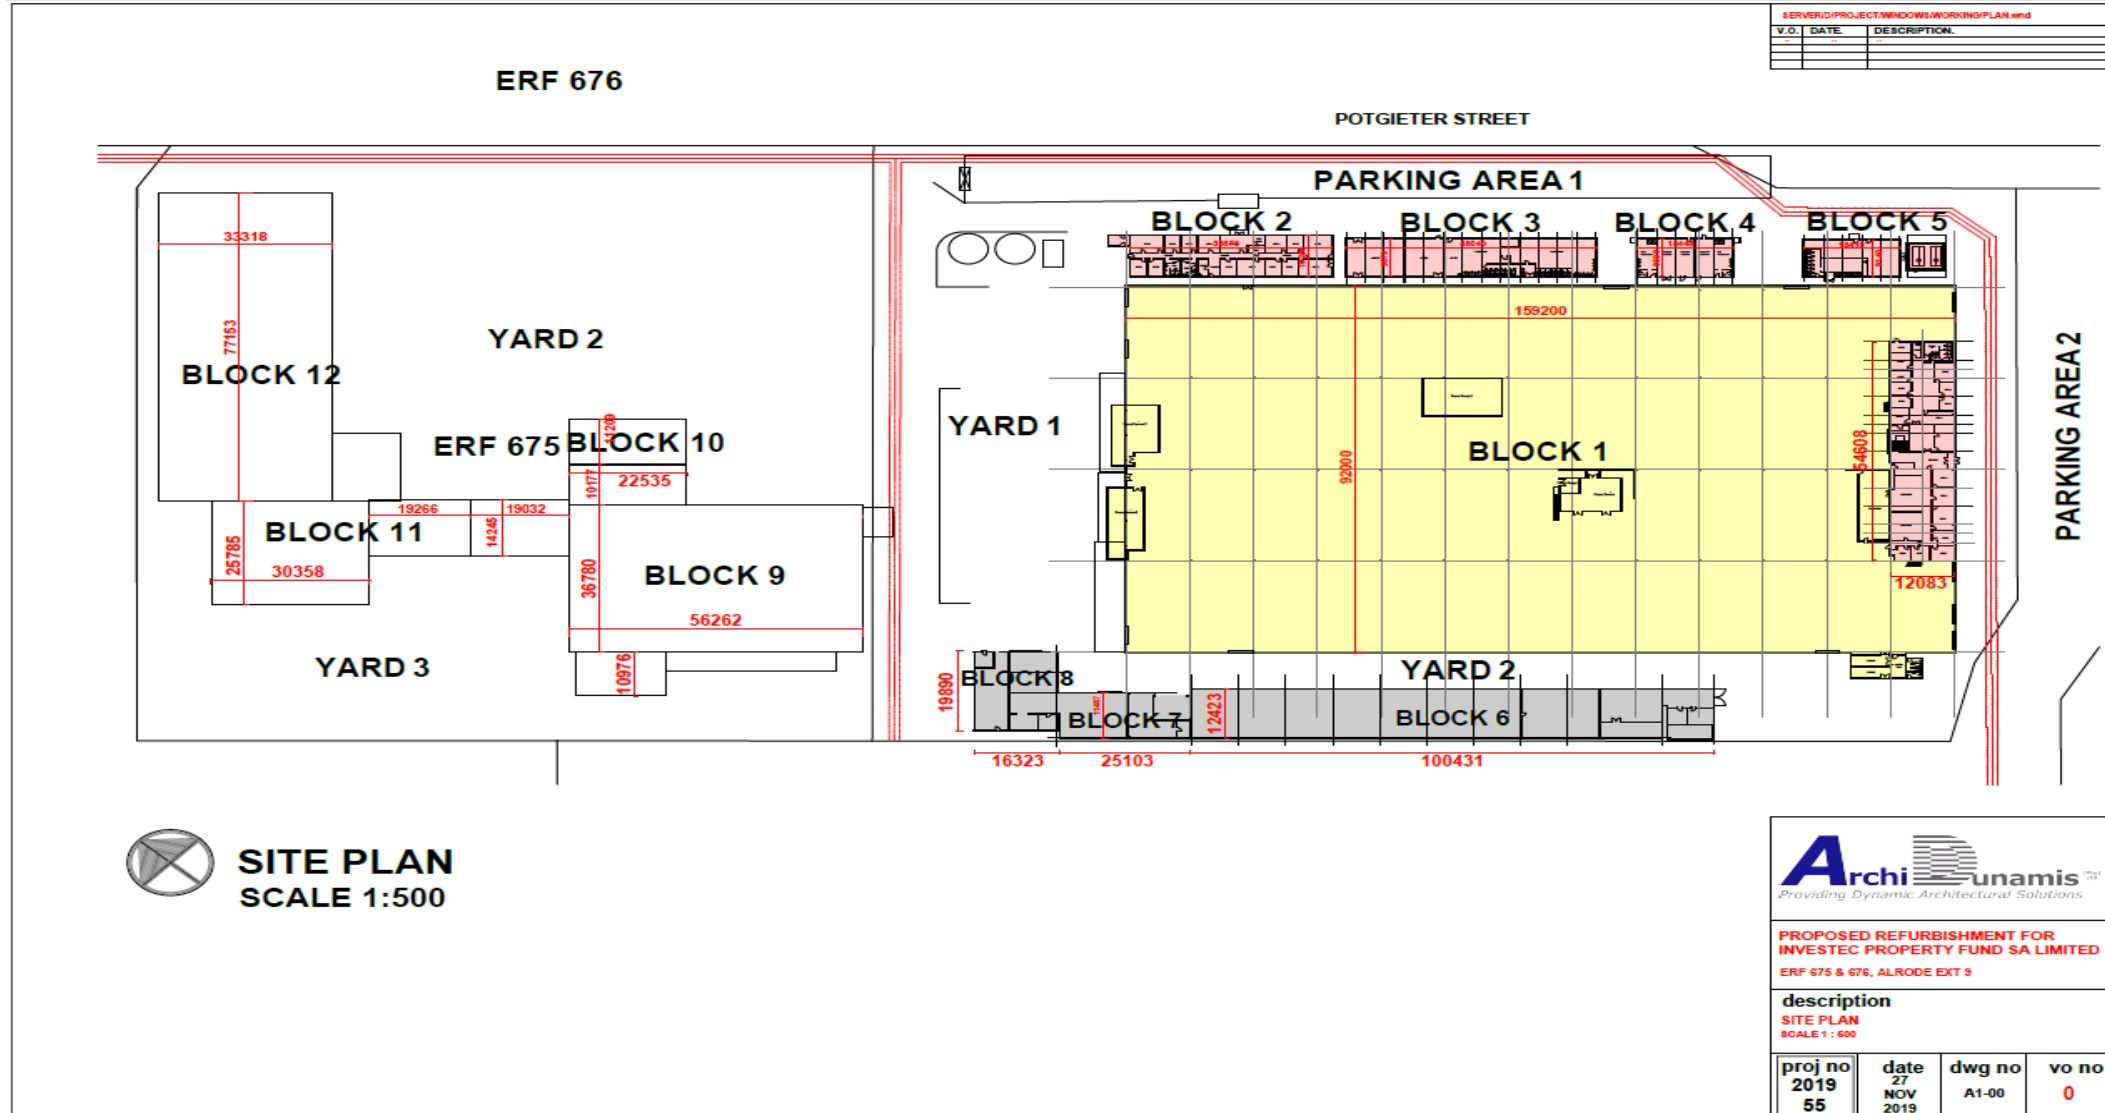 SERVER/D/PROJECT/WINDOWS/WORKING/PLAN.wnd
V.O. DATE. DESCRIPTION.
ERF 676
POTGIETER STREET
PARKING AREA 1
BLOCK 2
BLOCK 3
BLOCK 4
BLOCK 5
33318
159200
77153
YARD 2
BLOCK 12
PARKING AREA 2
YARD 1
11209
ERF 675
BLOCK 10
BLOCK 1
54608
92000
10177
22535
19266
19032
BLOCK 11
14245
25785
30358
BLOCK 9
36780
12083
56262
YARD 3
10976
YARD 2
19890
BLOCK 8
BLOCK 7
12423
BLOCK 6
16323
25103
100431
SITE PLAN
SCALE 1:500
Archi Dunamis
Providing Dynamic Architectural Solutions
PROPOSED REFURBISHMENT FOR
INVESTEC PROPERTY FUND SA LIMITED
ERF 675 & 676, ALRODE EXT 9
description
SITE PLAN
SCALE 1 : 500
proj no
2019
55
date
27
NOV
2019
dwg no
A1-00
vo no
0